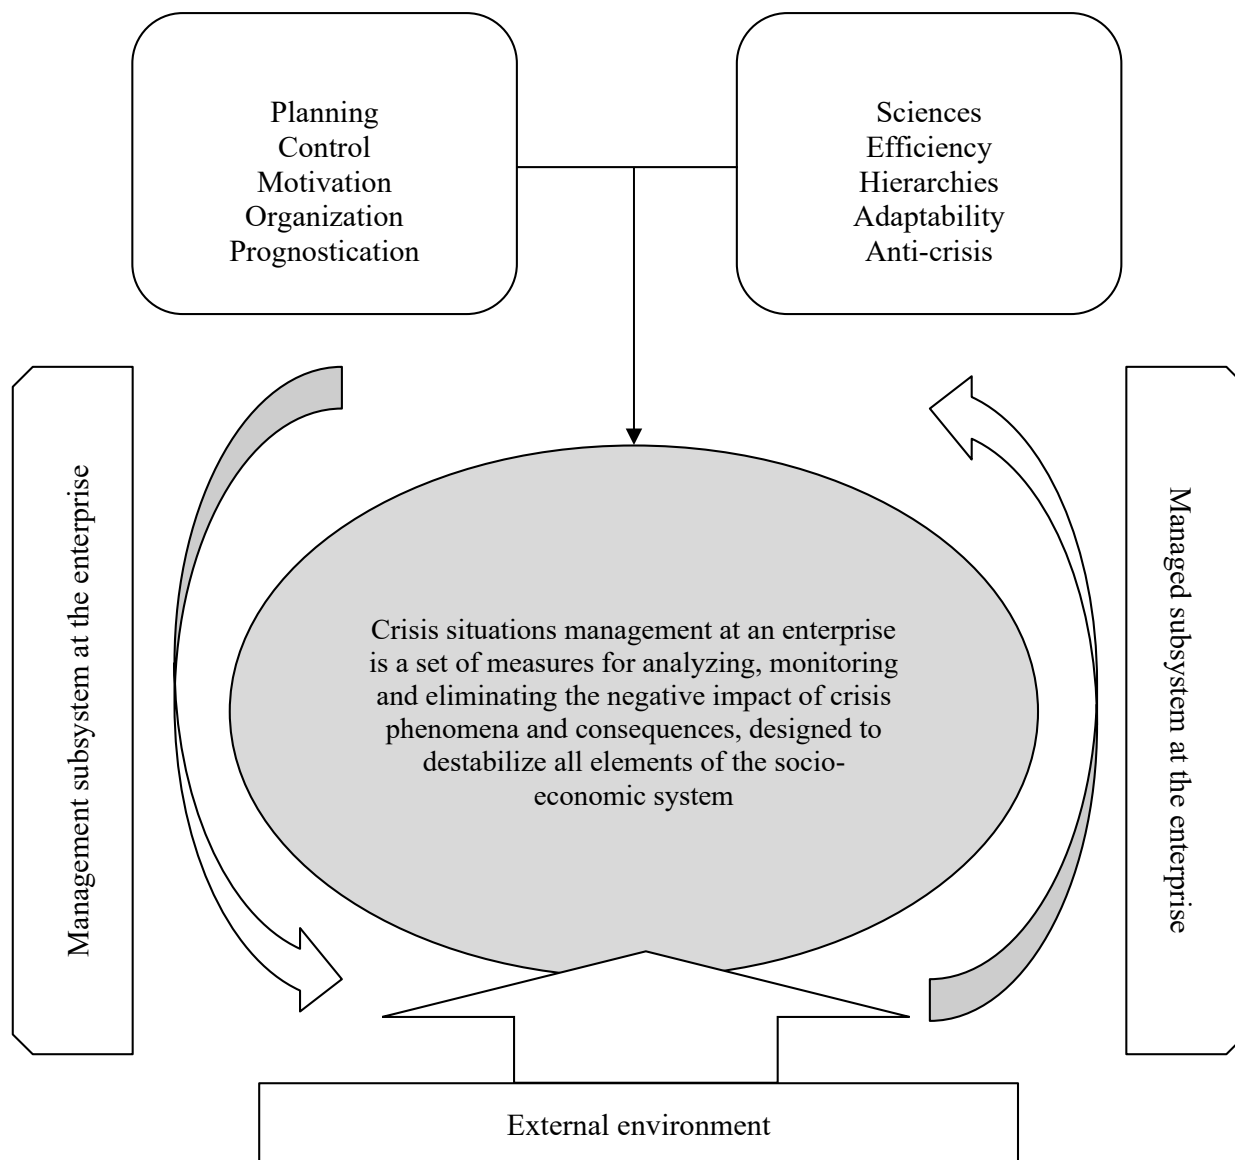 Planning
Control
Motivation
Organization
Prognostication
Sciences
Efficiency
Hierarchies
Adaptability
Anti-crisis
Management subsystem at the enterprise
Crisis situations management at an enterprise
is a set of measures for analyzing, monitoring
and eliminating the negative impact of crisis
phenomena and consequences, designed to
destabilize all elements of the socio-
economic system
Managed subsystem at the enterprise
External environment